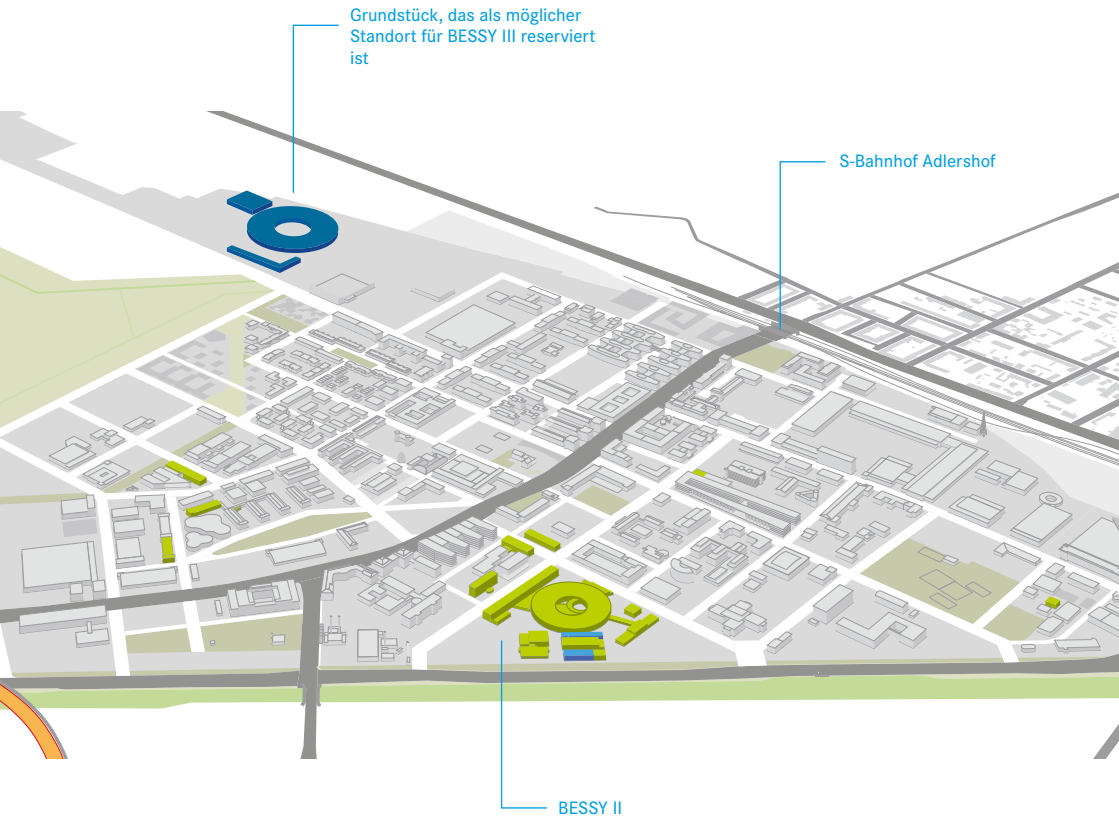 Grundstück, das als möglicher
Standort für BESSY III reserviert
ist
S-Bahnhof Adlershof
BESSY II